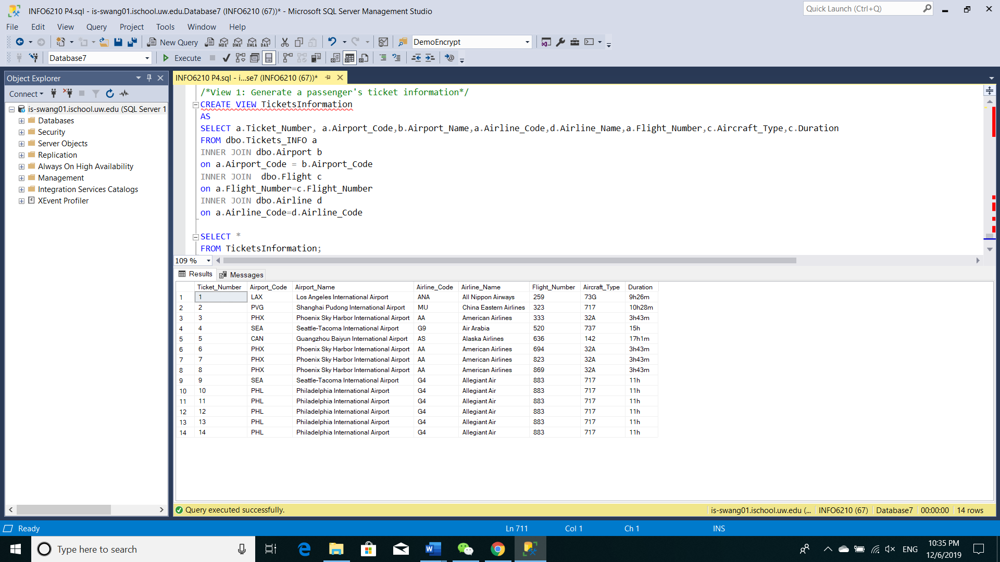 INFO6210 P4.sql - is-swang01.ischool.uw.edu.Database7 (INFO6210 (67))* - Microsoft SQL Server Management Studio
Quick Launch (Ctrl+Q)
File Edit View Query Project Tools Window Help
New Query MDX DMX XMLA DAX DemoEncrypt
Database7 Execute
Object Explorer
Connect
is-swang01.ischool.uw.edu (SQL Server 1
Databases
Security
Server Objects
Replication
Always On High Availability
Management
Integration Services Catalogs
XEvent Profiler
INFO6210 P4.sql - i...se7 (INFO6210 (67))*
/*View 1: Generate a passenger's ticket information*/
CREATE VIEW TicketsInformation
AS
SELECT a.Ticket_Number, a.Airport_Code,b.Airport_Name,a.Airline_Code,d.Airline_Name,a.Flight_Number,c.Aircraft_Type,c.Duration
FROM dbo.Tickets_INFO a
INNER JOIN dbo.Airport b
on a.Airport_Code = b.Airport_Code
INNER JOIN  dbo.Flight c
on a.Flight_Number=c.Flight_Number
INNER JOIN dbo.Airline d
on a.Airline_Code=d.Airline_Code
SELECT *
FROM TicketsInformation;
109 %
Results Messages
Ticket_Number Airport_Code Airport_Name Airline_Code Airline_Name Flight_Number Aircraft_Type Duration
1 1 LAX Los Angeles International Airport ANA All Nippon Airways 259 73G 9h26m
2 2 PVG Shanghai Pudong International Airport MU China Eastern Airlines 323 717 10h28m
3 3 PHX Phoenix Sky Harbor International Airport AA American Airlines 333 32A 3h43m
4 4 SEA Seattle-Tacoma International Airport G9 Air Arabia 520 737 15h
5 5 CAN Guangzhou Baiyun International Airport AS Alaska Airlines 636 142 17h1m
6 6 PHX Phoenix Sky Harbor International Airport AA American Airlines 694 32A 3h43m
7 7 PHX Phoenix Sky Harbor International Airport AA American Airlines 823 32A 3h43m
8 8 PHX Phoenix Sky Harbor International Airport AA American Airlines 869 32A 3h43m
9 9 SEA Seattle-Tacoma International Airport G4 Allegiant Air 883 717 11h
10 10 PHL Philadelphia International Airport G4 Allegiant Air 883 717 11h
11 11 PHL Philadelphia International Airport G4 Allegiant Air 883 717 11h
12 12 PHL Philadelphia International Airport G4 Allegiant Air 883 717 11h
13 13 PHL Philadelphia International Airport G4 Allegiant Air 883 717 11h
14 14 PHL Philadelphia International Airport G4 Allegiant Air 883 717 11h
Query executed successfully.
is-swang01.ischool.uw.edu (... INFO6210 (67) Database7 00:00:00 14 rows
Ready Ln 711 Col 1 Ch 1 INS
Type here to search
ENG
10:35 PM
12/6/2019